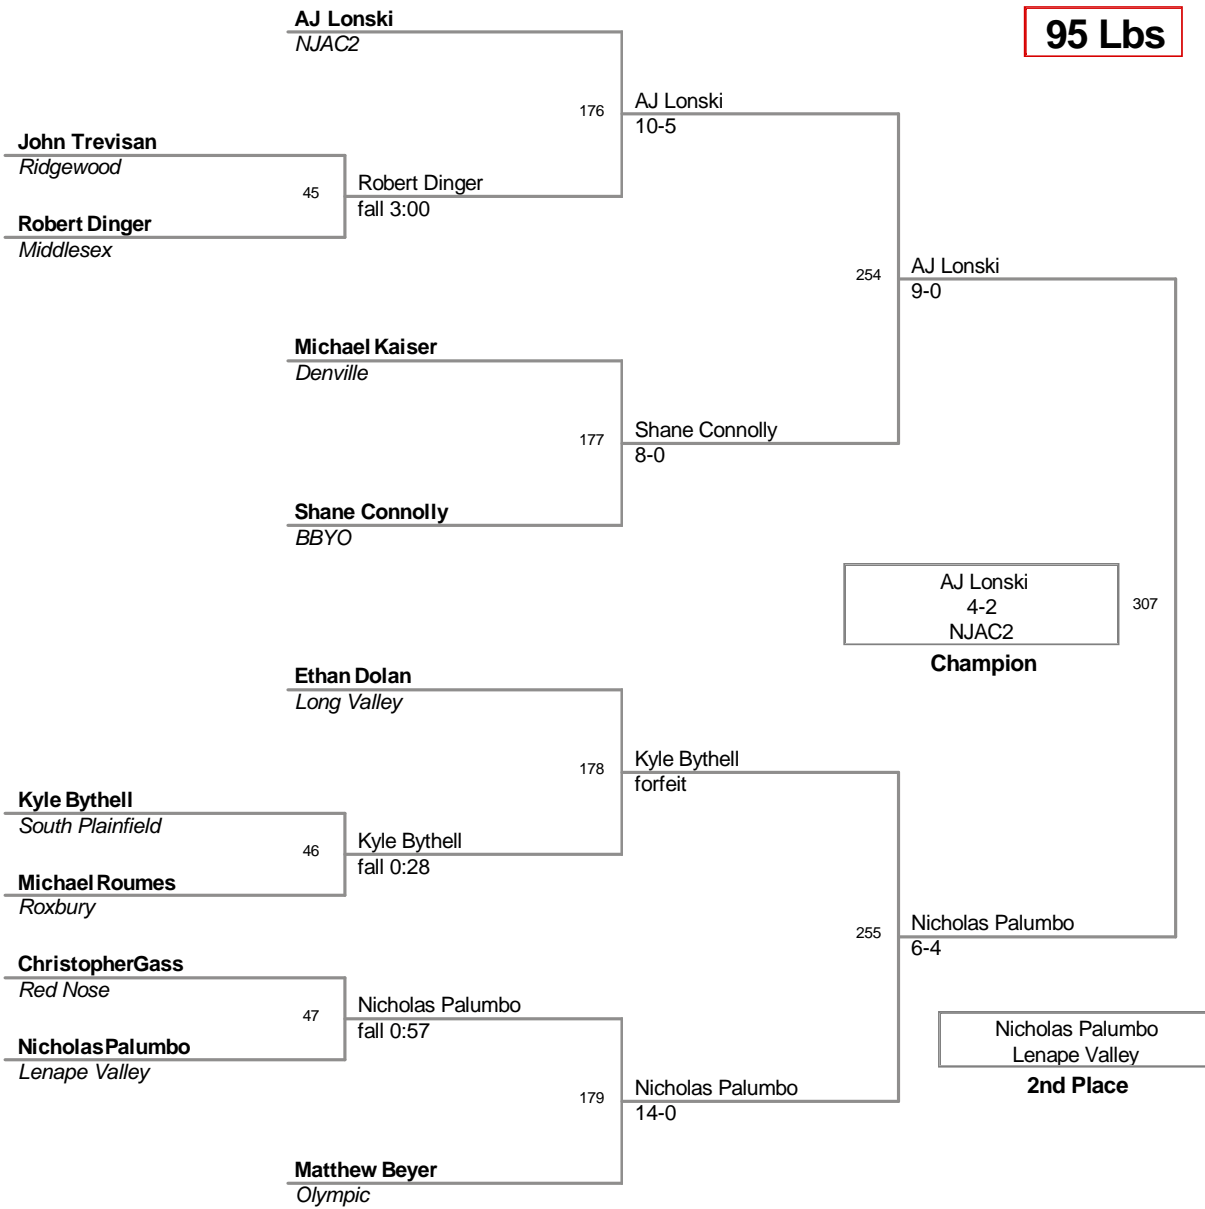 AJ Lonski
NJAC2
95 Lbs
176
AJ Lonski
10-5
John Trevisan
Ridgewood
45
Robert Dinger
fall 3:00
Robert Dinger
Middlesex
254
AJ Lonski
9-0
Michael Kaiser
Denville
177
Shane Connolly
8-0
Shane Connolly
BBYO
AJ Lonski
4-2
NJAC2
307
Champion
Ethan Dolan
Long Valley
178
Kyle Bythell
forfeit
Kyle Bythell
South Plainfield
46
Kyle Bythell
fall 0:28
Michael Roumes
Roxbury
255
Nicholas Palumbo
6-4
ChristopherGass
Red Nose
47
Nicholas Palumbo
fall 0:57
NicholasPalumbo
Lenape Valley
Nicholas Palumbo
Lenape Valley
2nd Place
179
Nicholas Palumbo
14-0
Matthew Beyer
Olympic